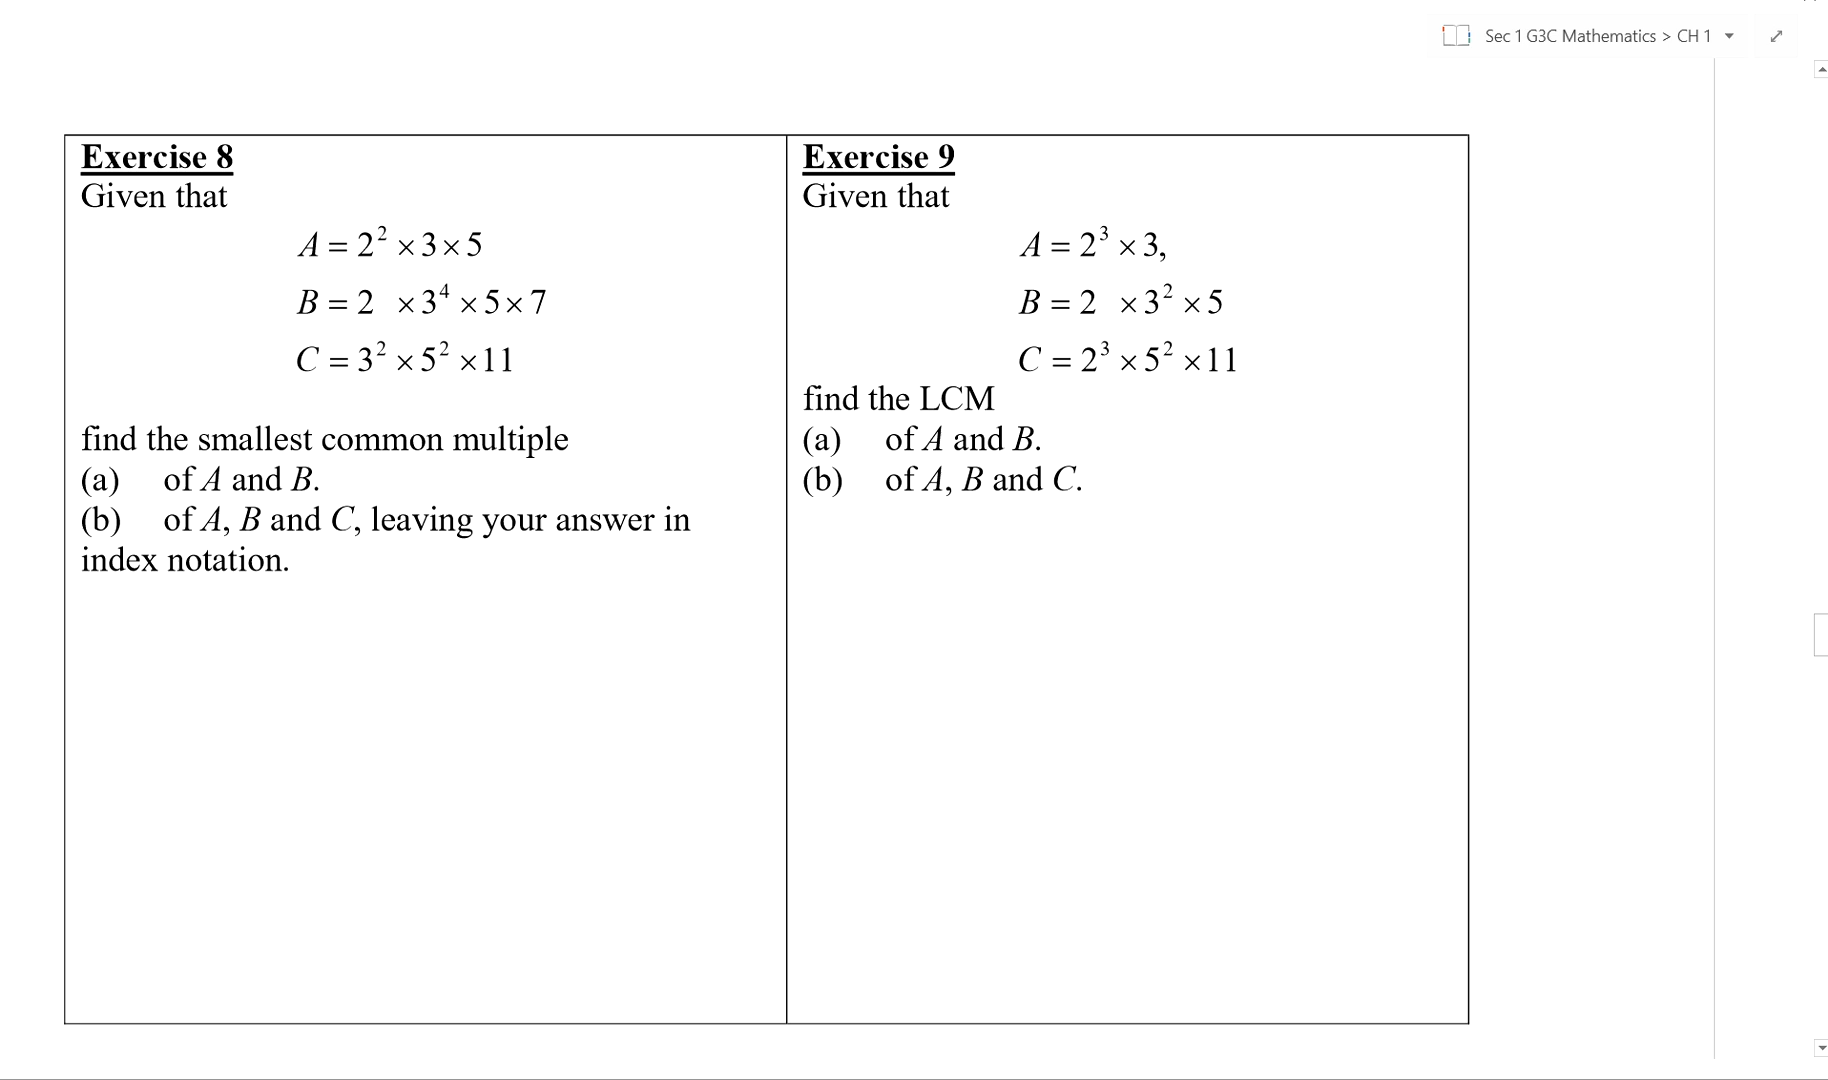 Sec 1 G3C Mathematics > CH 1
Exercise 8
Given that
A = 2² × 3 × 5
B = 2 × 3⁴ × 5 × 7
C = 3² × 5² × 11
find the smallest common multiple
(a) of A and B.
(b) of A, B and C, leaving your answer in
index notation.
Exercise 9
Given that
A = 2³ × 3,
B = 2 × 3² × 5
C = 2³ × 5² × 11
find the LCM
(a) of A and B.
(b) of A, B and C.